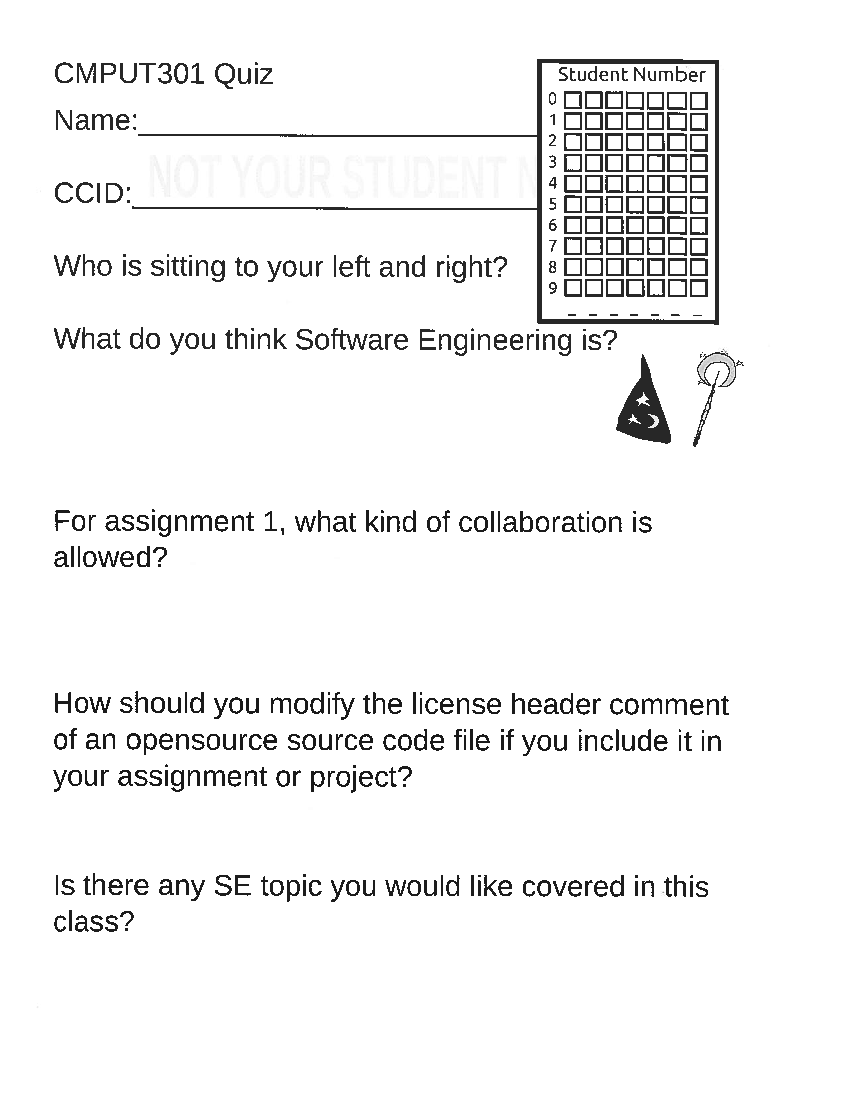 CMPUT301 Quiz
Name:
NOT YOUR STUDENT N
CCID:
Student Number
0
1
2
3
4
5
6
7
8
9
Who is sitting to your left and right?
What do you think Software Engineering is?
For assignment 1, what kind of collaboration is
allowed?
How should you modify the license header comment
of an opensource source code file if you include it in
your assignment or project?
Is there any SE topic you would like covered in this
class?